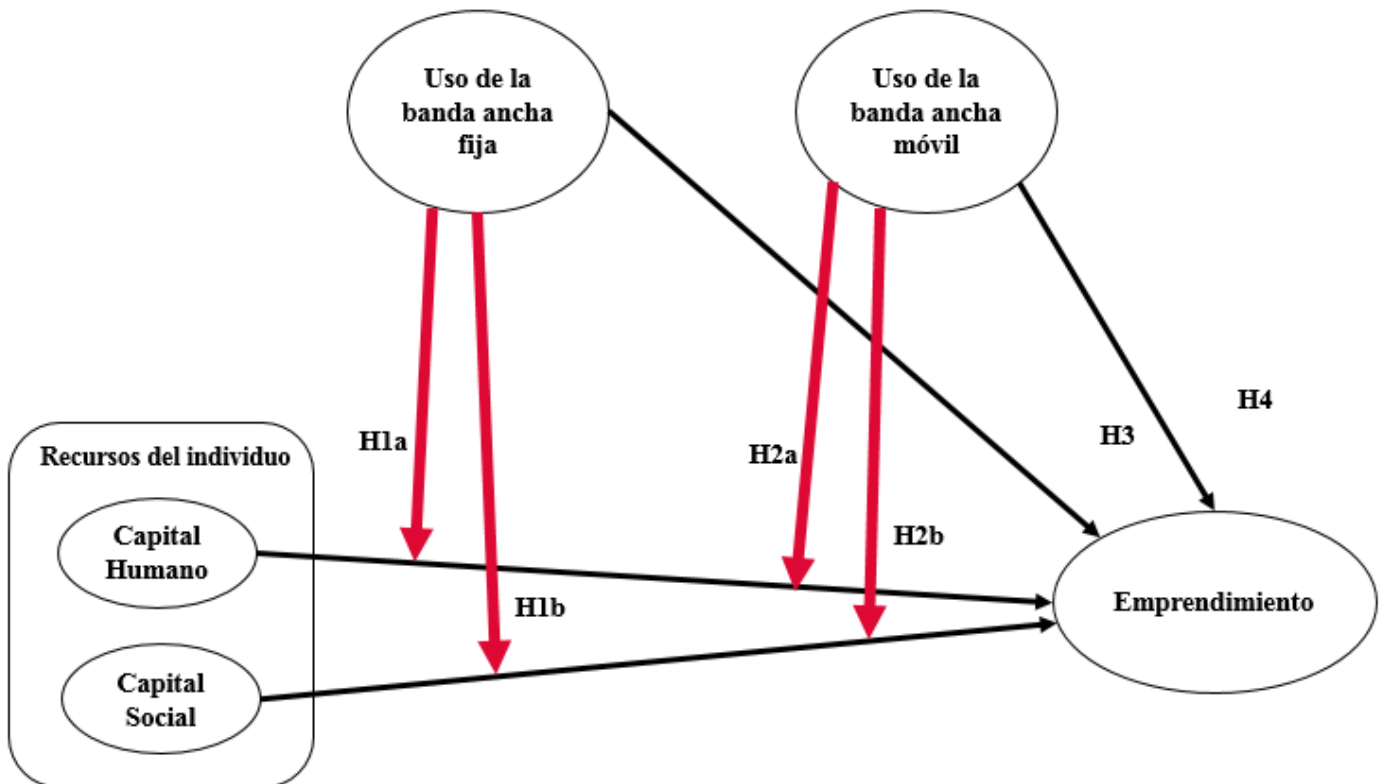 Uso de la
banda ancha
fija
Uso de la
banda ancha
móvil
H4
H3
H1a
H2a
Recursos del individuo
Capital
Humano
H2b
H1b
Emprendimiento
Capital
Social